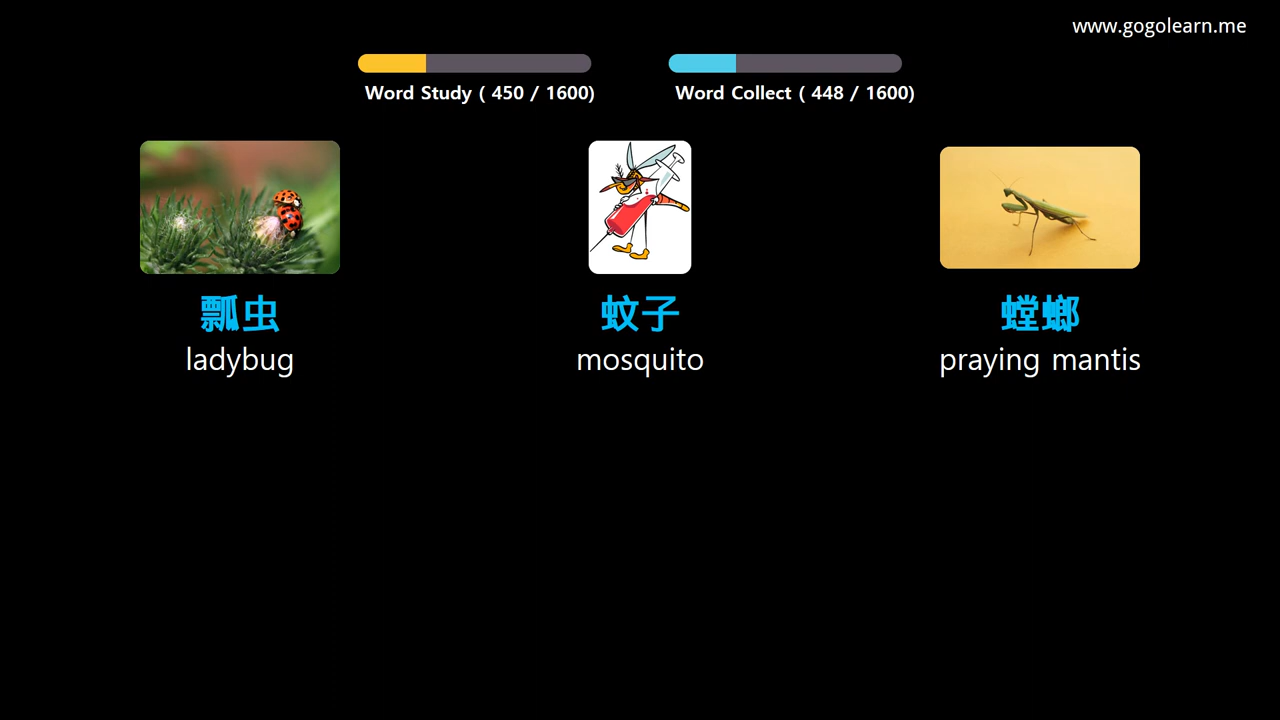 www.gogolearn.me
Word Study ( 450 / 1600)
Word Collect ( 448 / 1600)
瓢虫
蚊子
螳螂
ladybug
mosquito
praying mantis